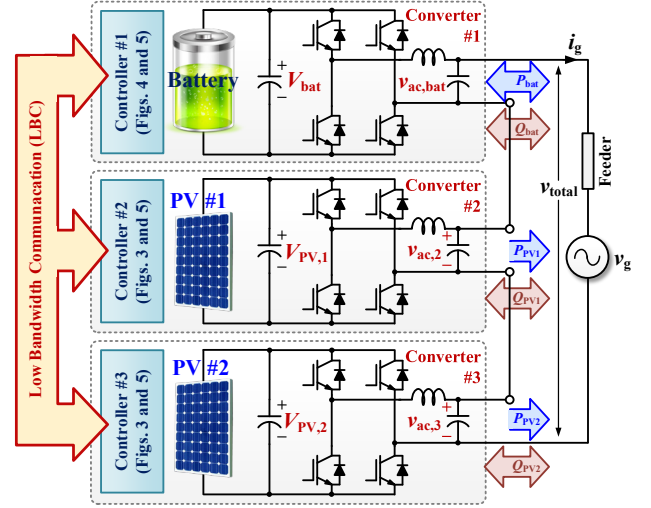 Low Bandwidth Communacation (LBC)
Controller #1
(Figs. 4 and 5)
Battery
+
V_bat
−
Converter
#1
v_ac,bat
i_g
P_bat
Q_bat
Controller #2
(Figs. 3 and 5)
PV #1
+
V_PV,1
−
Converter
#2
+
v_ac,2
−
P_PV1
Q_PV1
v_total
Feeder
v_g
Controller #3
(Figs. 3 and 5)
PV #2
+
V_PV,2
−
Converter
#3
+
v_ac,3
−
P_PV2
Q_PV2